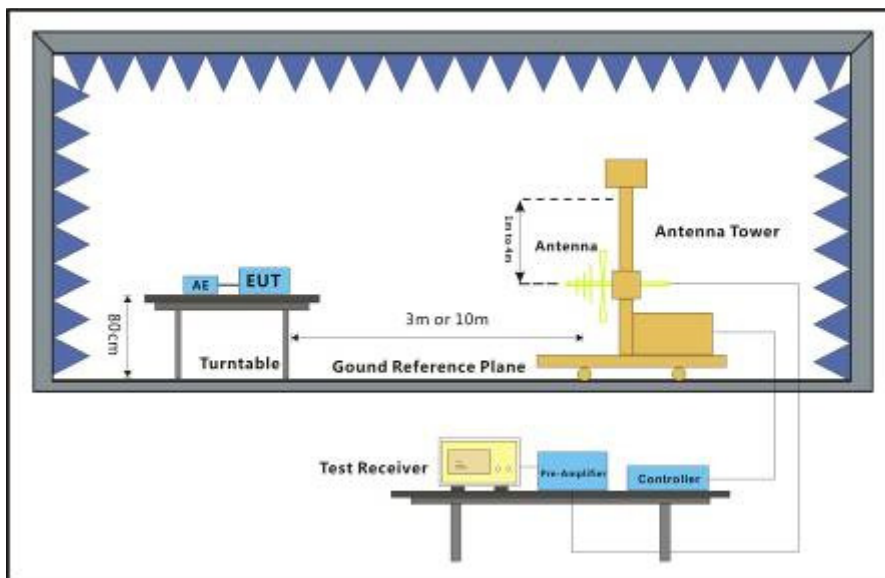 1m to 4m
Antenna
Antenna Tower
AE
EUT
80cm
3m or 10m
Turntable
Gound Reference Plane
Test Receiver
Pre-Amplifier
Controller